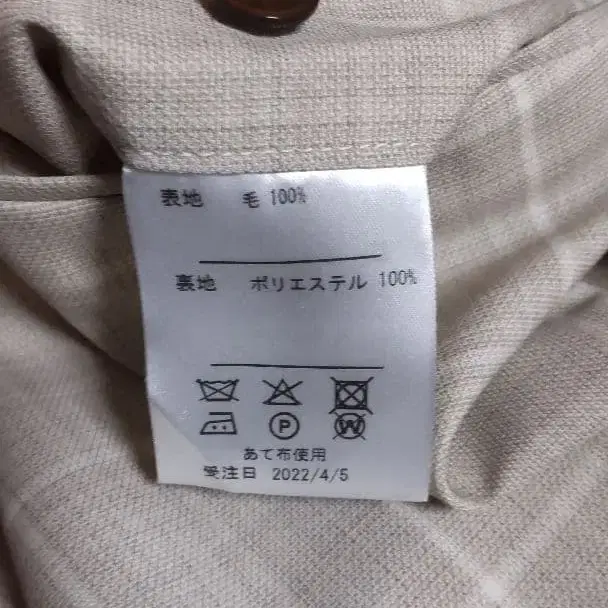 表地 毛 100%
裏地 ポリエステル 100%
P W
あて布使用
受注日 2022/4/5